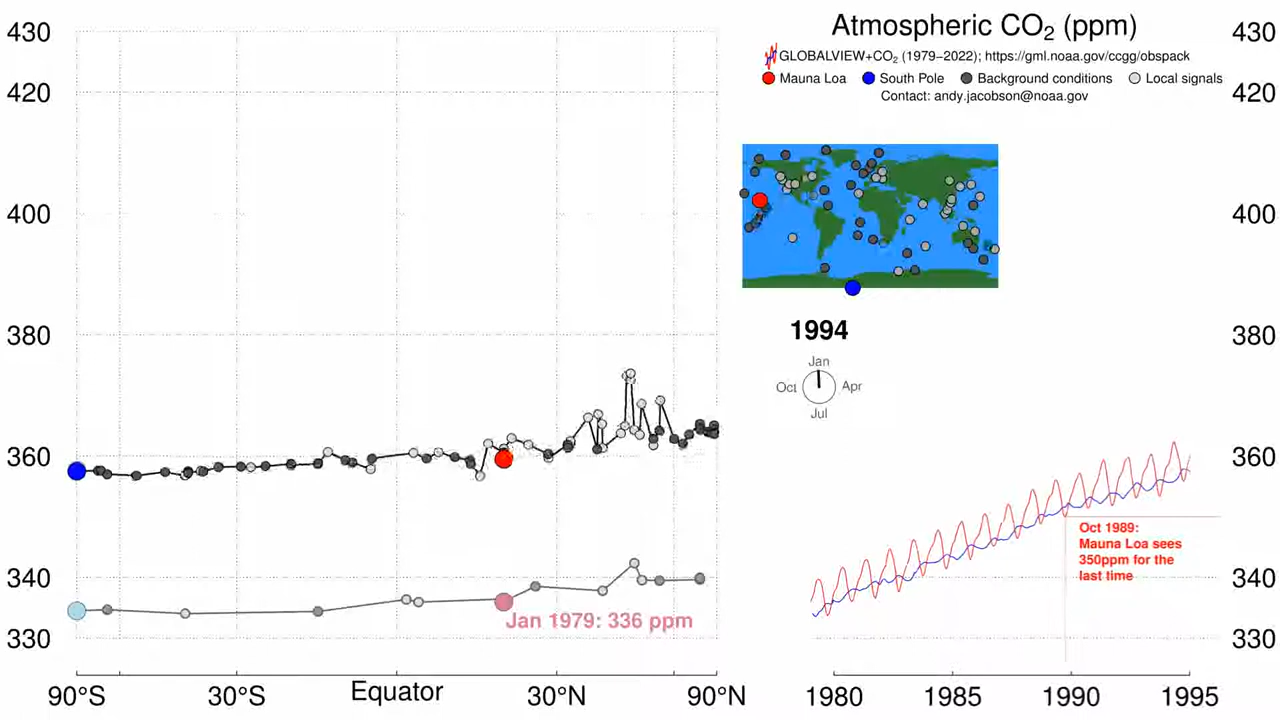 Atmospheric CO₂ (ppm)
GLOBALVIEW+CO₂ (1979−2022); https://gml.noaa.gov/ccgg/obspack
Mauna Loa South Pole Background conditions Local signals
Contact: andy.jacobson@noaa.gov
430
420
400
380
360
340
330
430
420
400
380
360
340
330
1994
Jan
Oct Apr
Jul
Oct 1989:
Mauna Loa sees
350ppm for the
last time
Jan 1979: 336 ppm
90°S 30°S Equator 30°N 90°N
1980 1985 1990 1995